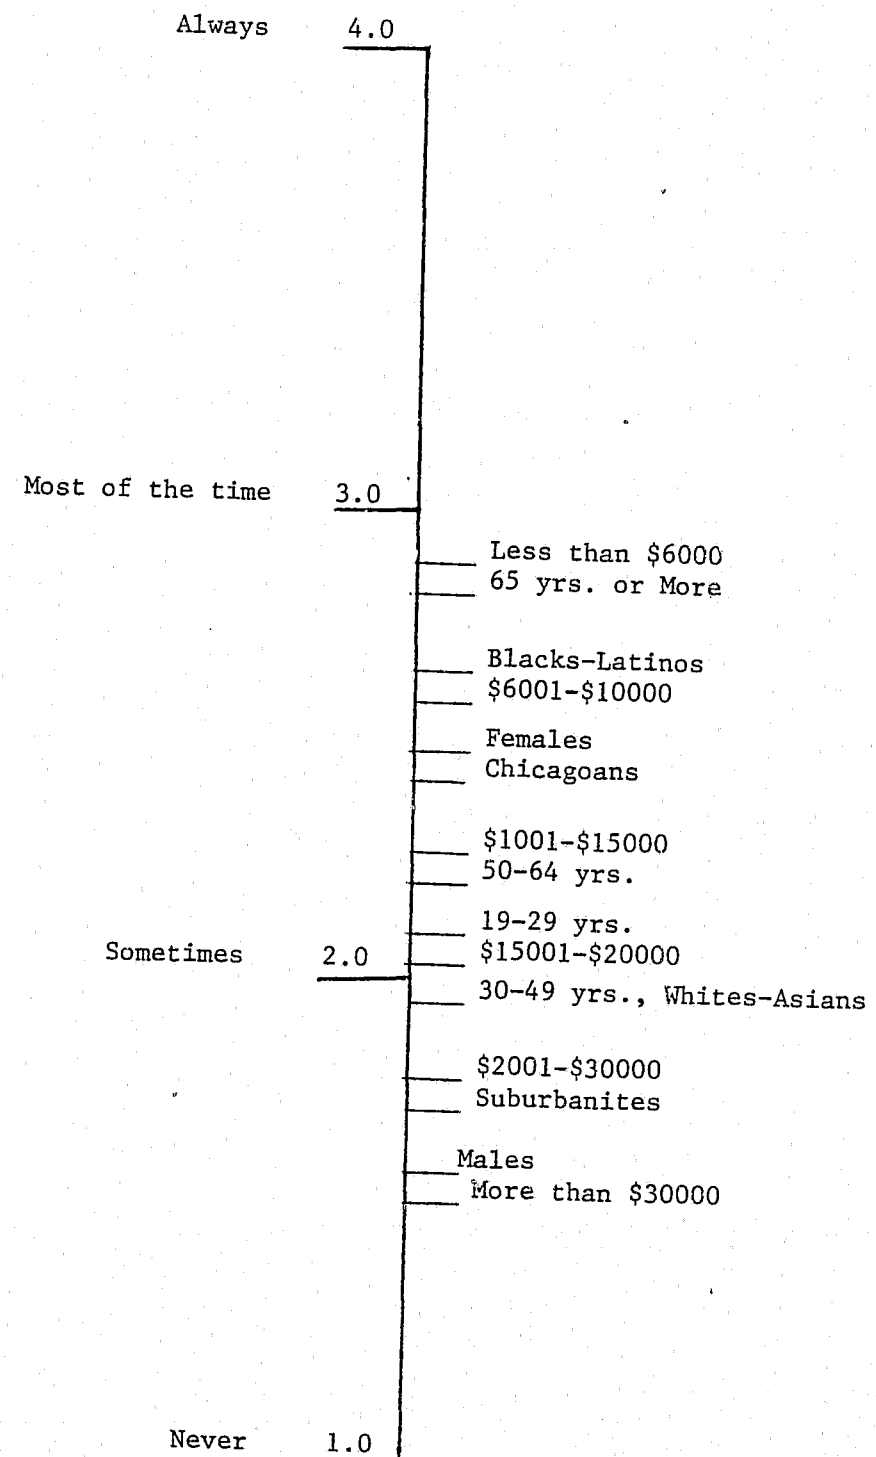 Always 4.0
Most of the time 3.0
Less than $6000
65 yrs. or More
Blacks-Latinos
$6001-$10000
Females
Chicagoans
$1001-$15000
50-64 yrs.
19-29 yrs.
Sometimes 2.0
$15001-$20000
30-49 yrs., Whites-Asians
$2001-$30000
Suburbanites
Males
More than $30000
Never 1.0